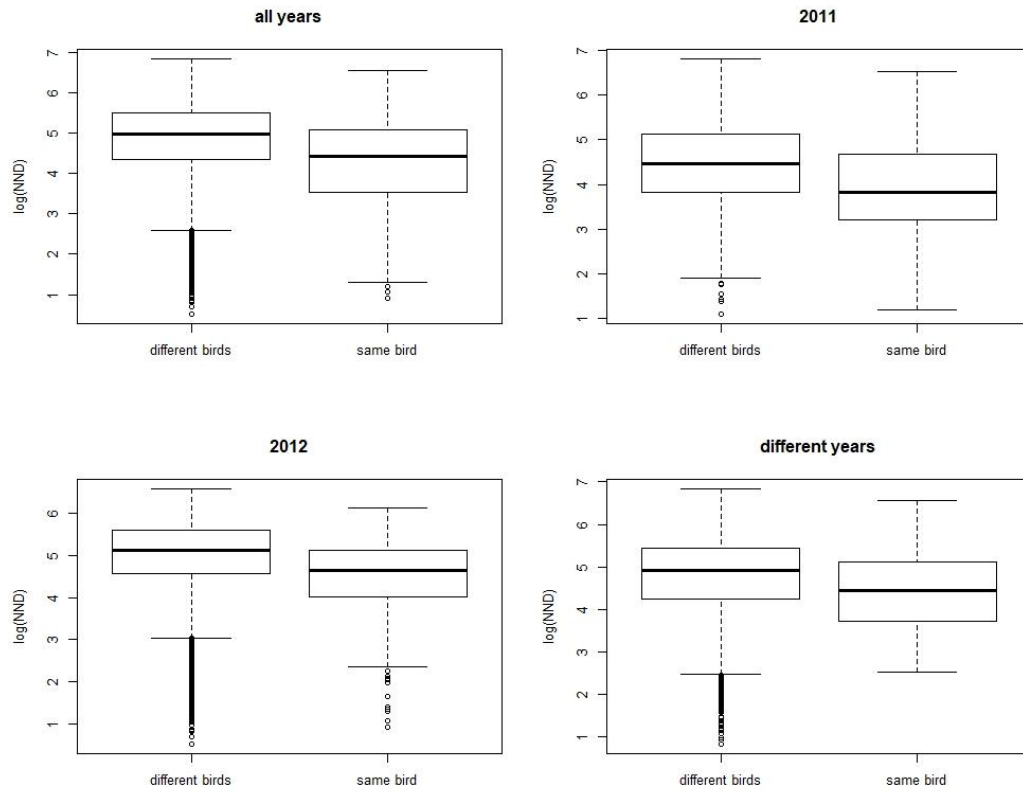 all years
7
6
5
4
3
2
1
log(NND)
different birds same bird
2011
7
6
5
4
3
2
1
log(NND)
different birds same bird
2012
6
5
4
3
2
1
log(NND)
different birds same bird
different years
7
6
5
4
3
2
1
log(NND)
different birds same bird